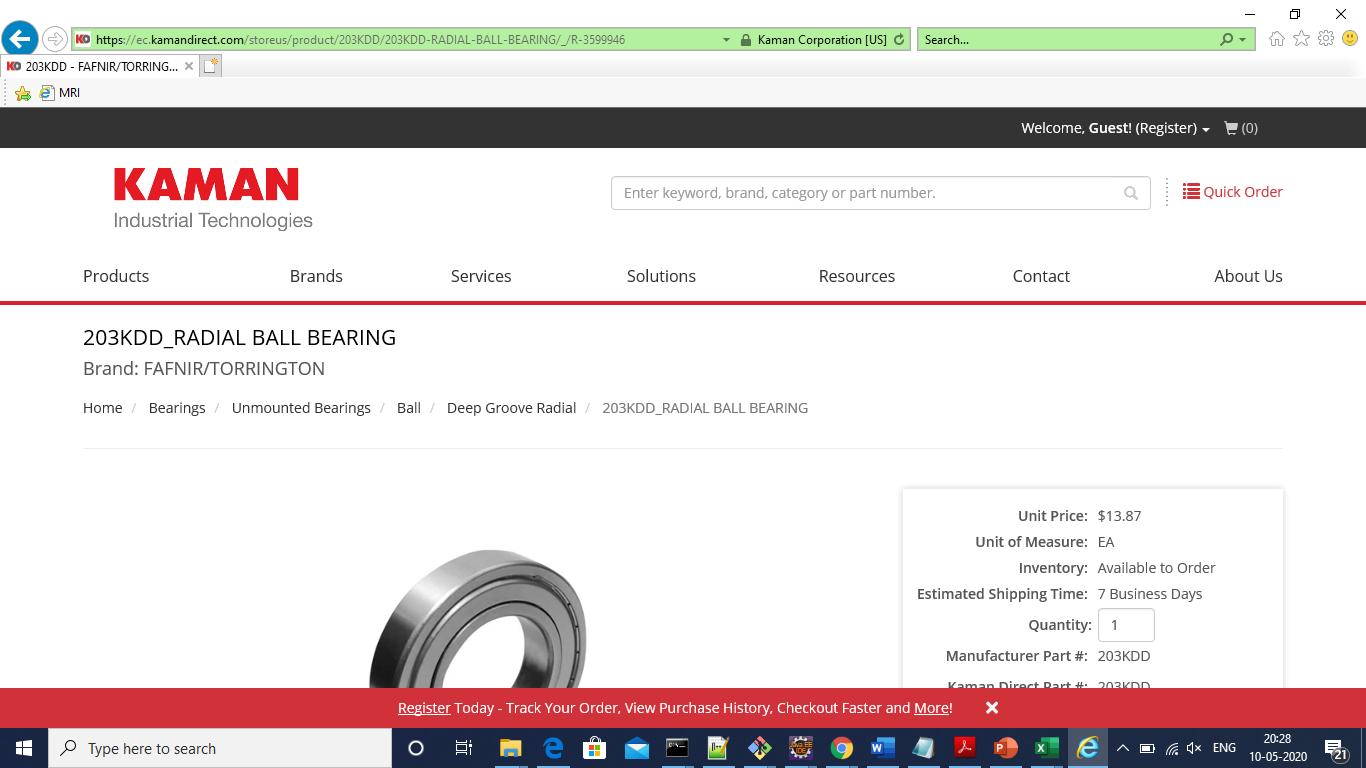 https://ec.kamandirect.com/storeus/product/203KDD/203KDD-RADIAL-BALL-BEARING/_/R-3599946 Kaman Corporation [US] Search...
203KDD - FAFNIR/TORRING...
MRI
Welcome, Guest! (Register) (0)
KAMAN
Industrial Technologies
Enter keyword, brand, category or part number. Quick Order
Products Brands Services Solutions Resources Contact About Us
203KDD_RADIAL BALL BEARING
Brand: FAFNIR/TORRINGTON
Home / Bearings / Unmounted Bearings / Ball / Deep Groove Radial / 203KDD_RADIAL BALL BEARING
Unit Price: $13.87
Unit of Measure: EA
Inventory: Available to Order
Estimated Shipping Time: 7 Business Days
Quantity: 1
Manufacturer Part #: 203KDD
Kaman Direct Part #: 203KDD
Register Today - Track Your Order, View Purchase History, Checkout Faster and More!
Type here to search ENG 20:28
10-05-2020 21